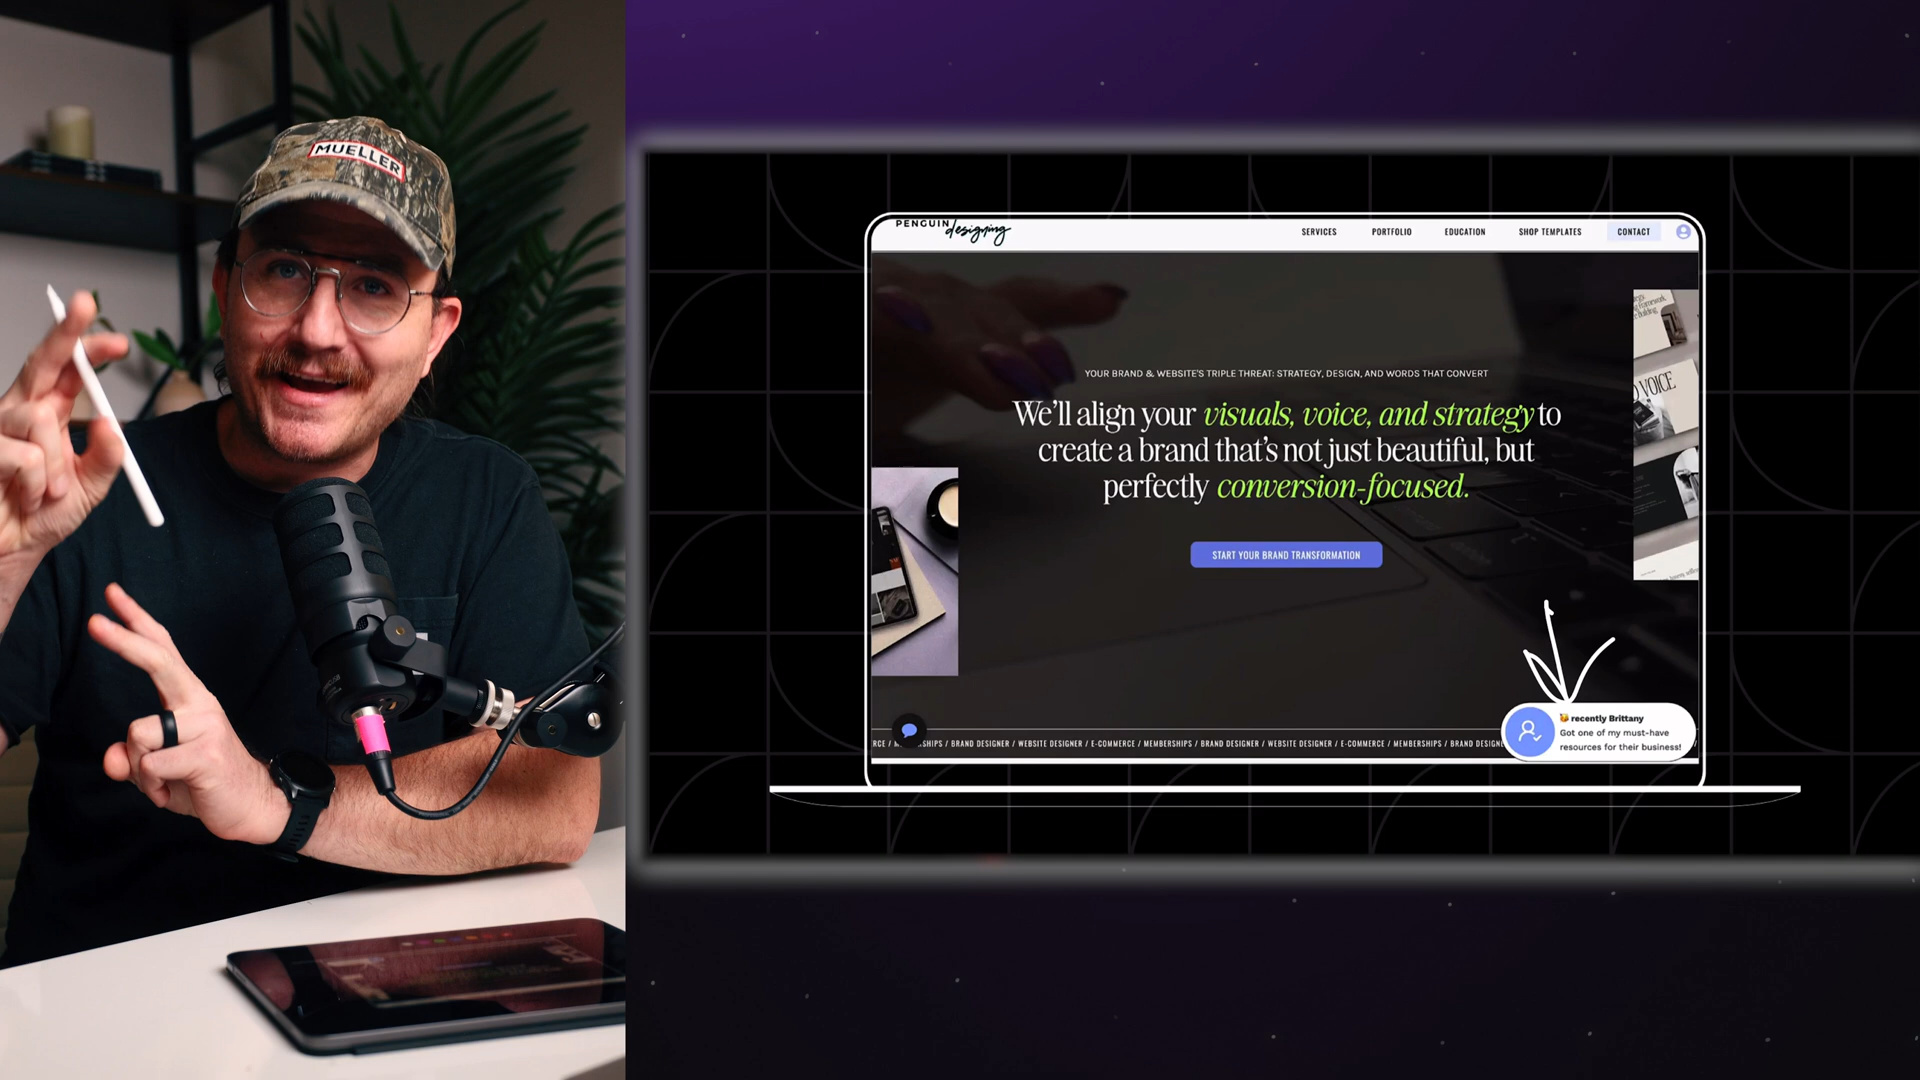 MUELLER
PENGUIN
designing
SERVICES
PORTFOLIO
EDUCATION
SHOP TEMPLATES
CONTACT
YOUR BRAND & WEBSITE'S TRIPLE THREAT: STRATEGY, DESIGN, AND WORDS THAT CONVERT
We'll align your visuals, voice, and strategy to
create a brand that's not just beautiful, but
perfectly conversion-focused.
START YOUR BRAND TRANSFORMATION
VOICE
🥳 recently Brittany
Got one of my must-have
resources for their business!
/ BRAND DESIGNER / WEBSITE DESIGNER / E-COMMERCE / MEMBERSHIPS / BRAND DESIGNER / WEBSITE DESIGNER / E-COMMERCE / MEMBERSHIPS /